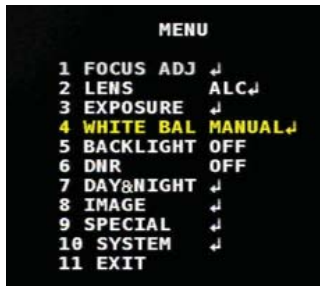 MENU
1 FOCUS ADJ ↲
2 LENS ALC↲
3 EXPOSURE ↲
4 WHITE BAL MANUAL↲
5 BACKLIGHT OFF
6 DNR OFF
7 DAY&NIGHT ↲
8 IMAGE ↲
9 SPECIAL ↲
10 SYSTEM ↲
11 EXIT